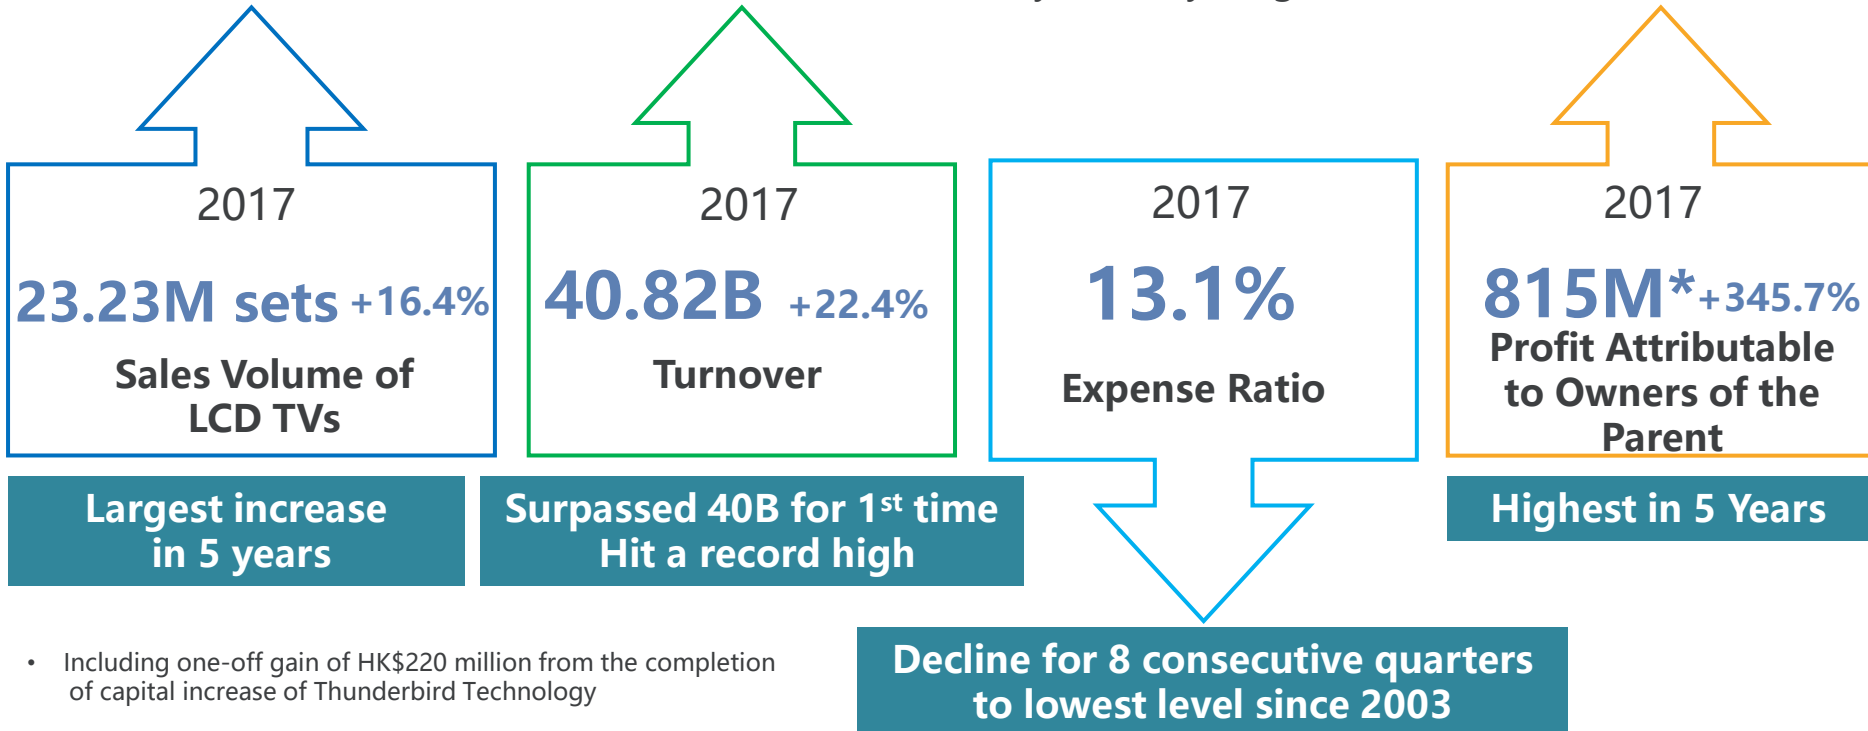 2017
23.23M sets +16.4%
Sales Volume of
LCD TVs
Largest increase
in 5 years
2017
40.82B +22.4%
Turnover
Surpassed 40B for 1st time
Hit a record high
2017
13.1%
Expense Ratio
Decline for 8 consecutive quarters
to lowest level since 2003
2017
815M* +345.7%
Profit Attributable
to Owners of the
Parent
Highest in 5 Years
• Including one-off gain of HK$220 million from the completion
of capital increase of Thunderbird Technology